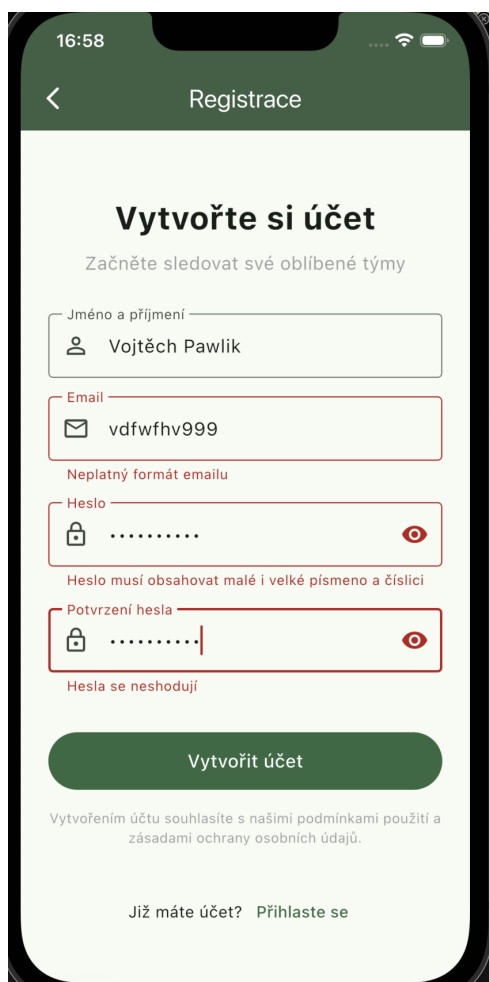 16:58
Registrace
Vytvořte si účet
Začněte sledovat své oblíbené týmy
Jméno a příjmení
Vojtěch Pawlik
Email
vdfwfhv999
Neplatný formát emailu
Heslo
··········
Heslo musí obsahovat malé i velké písmeno a číslici
Potvrzení hesla
··········
Hesla se neshodují
Vytvořit účet
Vytvořením účtu souhlasíte s našimi podmínkami použití a
zásadami ochrany osobních údajů.
Již máte účet? Přihlaste se